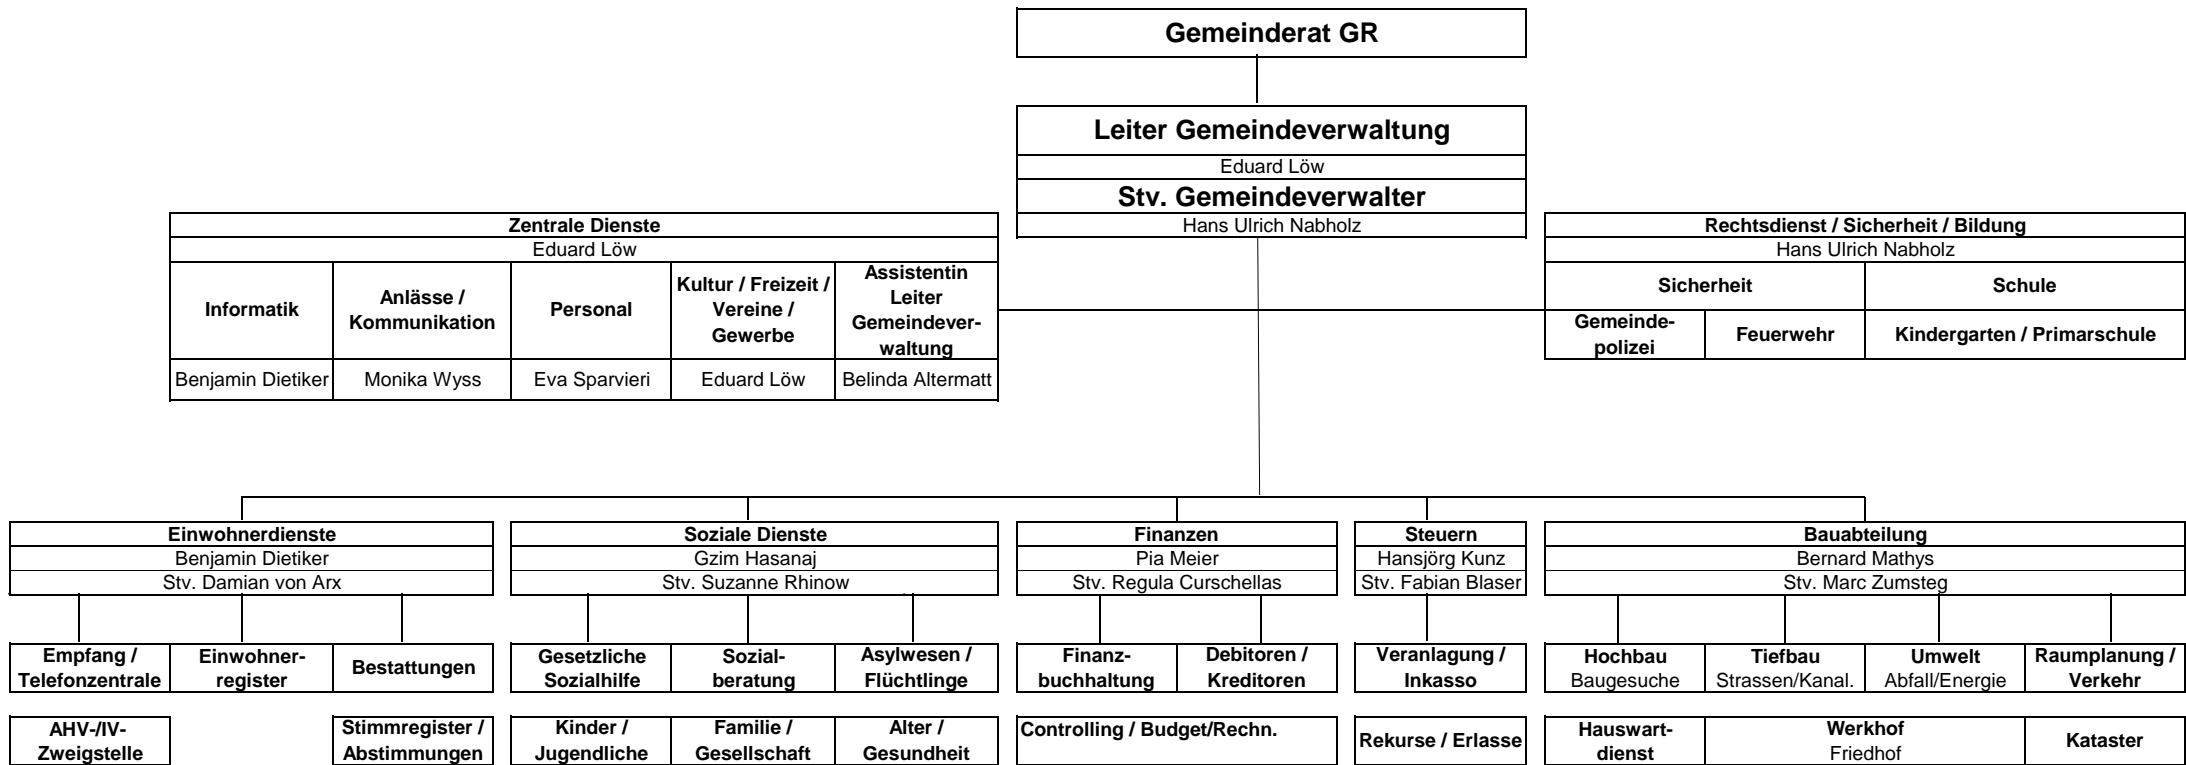 Gemeinderat GR
Leiter Gemeindeverwaltung
Eduard Löw
Stv. Gemeindeverwalter
Hans Ulrich Nabholz
Zentrale Dienste
Eduard Löw
Informatik
Anlässe /
Kommunikation
Personal
Kultur / Freizeit /
Vereine /
Gewerbe
Assistentin
Leiter
Gemeindever-
waltung
Benjamin Dietiker
Monika Wyss
Eva Sparvieri
Eduard Löw
Belinda Altermatt
Rechtsdienst / Sicherheit / Bildung
Hans Ulrich Nabholz
Sicherheit
Schule
Gemeinde-
polizei
Feuerwehr
Kindergarten / Primarschule
Einwohnerdienste
Benjamin Dietiker
Stv. Damian von Arx
Empfang /
Telefonzentrale
Einwohner-
register
Bestattungen
AHV-/IV-
Zweigstelle
Stimmregister /
Abstimmungen
Soziale Dienste
Gzim Hasanaj
Stv. Suzanne Rhinow
Gesetzliche
Sozialhilfe
Sozial-
beratung
Asylwesen /
Flüchtlinge
Kinder /
Jugendliche
Familie /
Gesellschaft
Alter /
Gesundheit
Finanzen
Pia Meier
Stv. Regula Curschellas
Finanz-
buchhaltung
Debitoren /
Kreditoren
Controlling / Budget/Rechn.
Steuern
Hansjörg Kunz
Stv. Fabian Blaser
Veranlagung /
Inkasso
Rekurse / Erlasse
Bauabteilung
Bernard Mathys
Stv. Marc Zumsteg
Hochbau
Baugesuche
Tiefbau
Strassen/Kanal.
Umwelt
Abfall/Energie
Raumplanung /
Verkehr
Hauswart-
dienst
Werkhof
Friedhof
Kataster